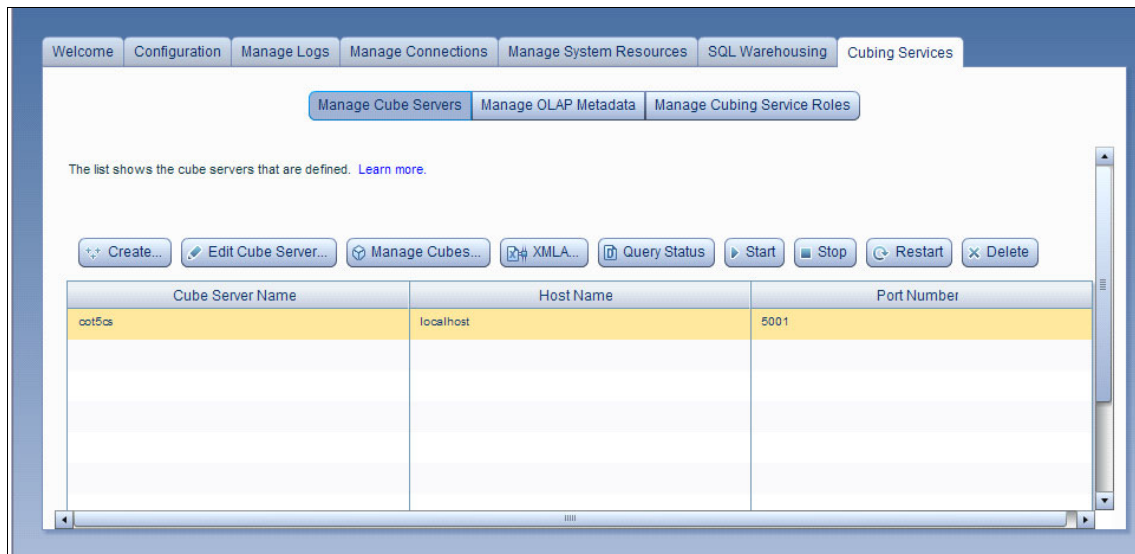 Welcome Configuration Manage Logs Manage Connections Manage System Resources SQL Warehousing Cubing Services
Manage Cube Servers Manage OLAP Metadata Manage Cubing Service Roles
The list shows the cube servers that are defined. Learn more.
Create... Edit Cube Server... Manage Cubes... XMLA... Query Status Start Stop Restart Delete
Cube Server Name Host Name Port Number
cot5cs localhost 5001